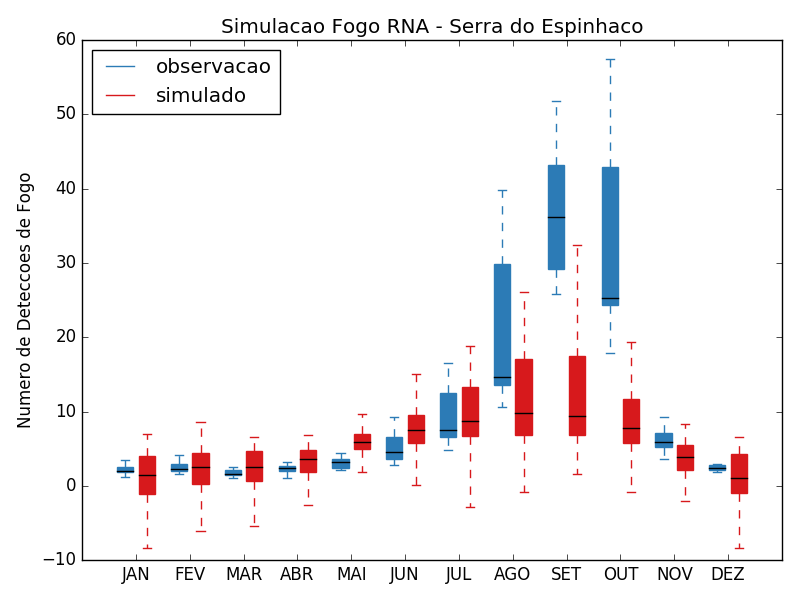 Simulacao Fogo RNA - Serra do Espinhaco
observacao
simulado
Numero de Deteccoes de Fogo
60
50
40
30
20
10
0
−10
JAN FEV MAR ABR MAI JUN JUL AGO SET OUT NOV DEZ